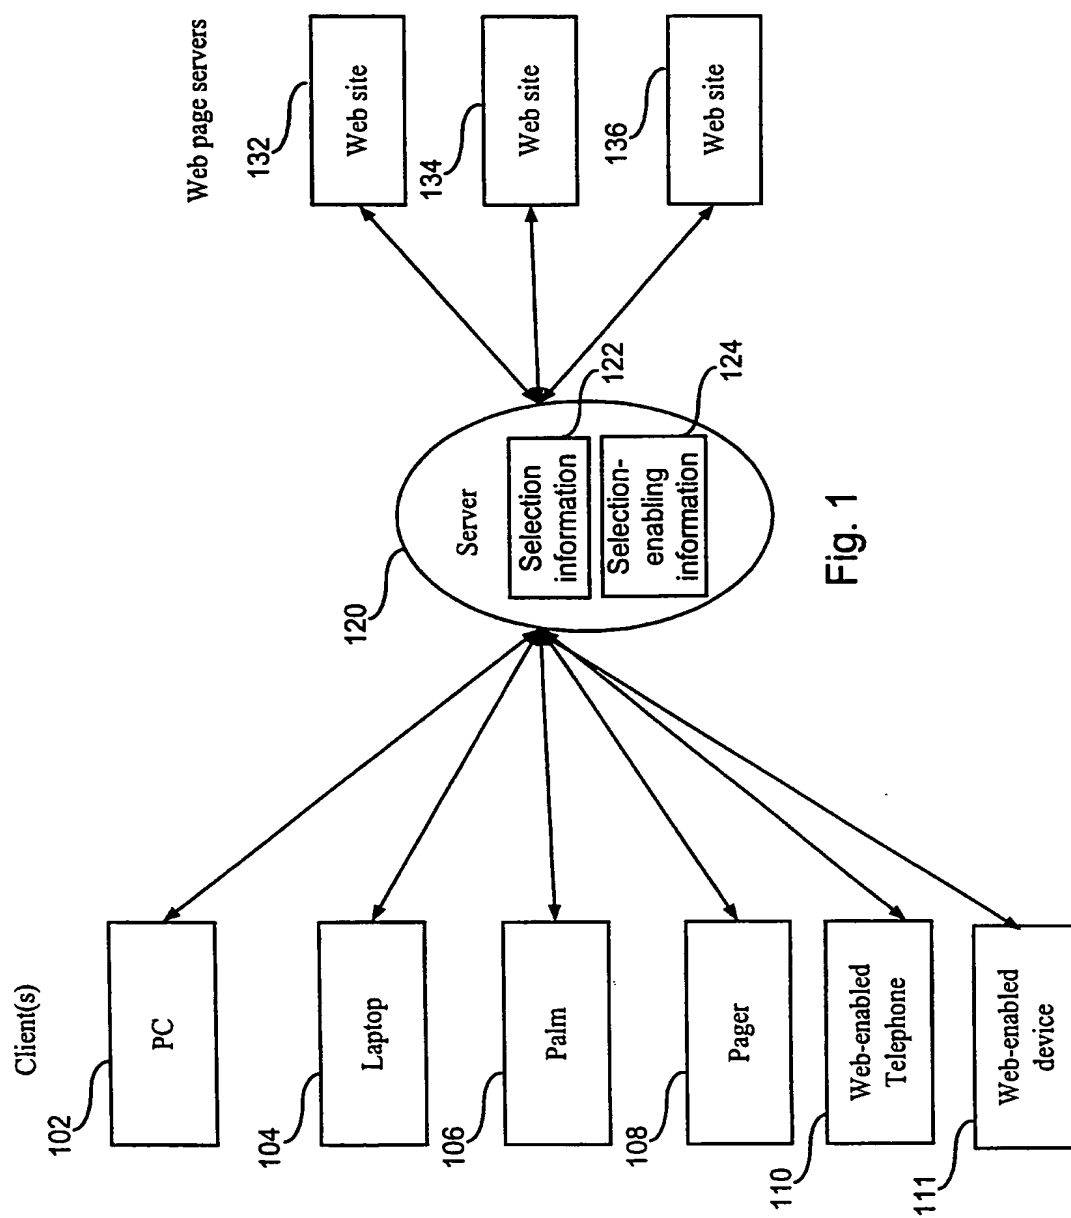 Client(s)
Web page servers
102
PC
104
Laptop
106
Palm
108
Pager
110
Web-enabled
Telephone
111
Web-enabled
device
120
Server
Selection
information
122
Selection-
enabling
information
124
132
Web site
134
Web site
136
Web site
Fig. 1